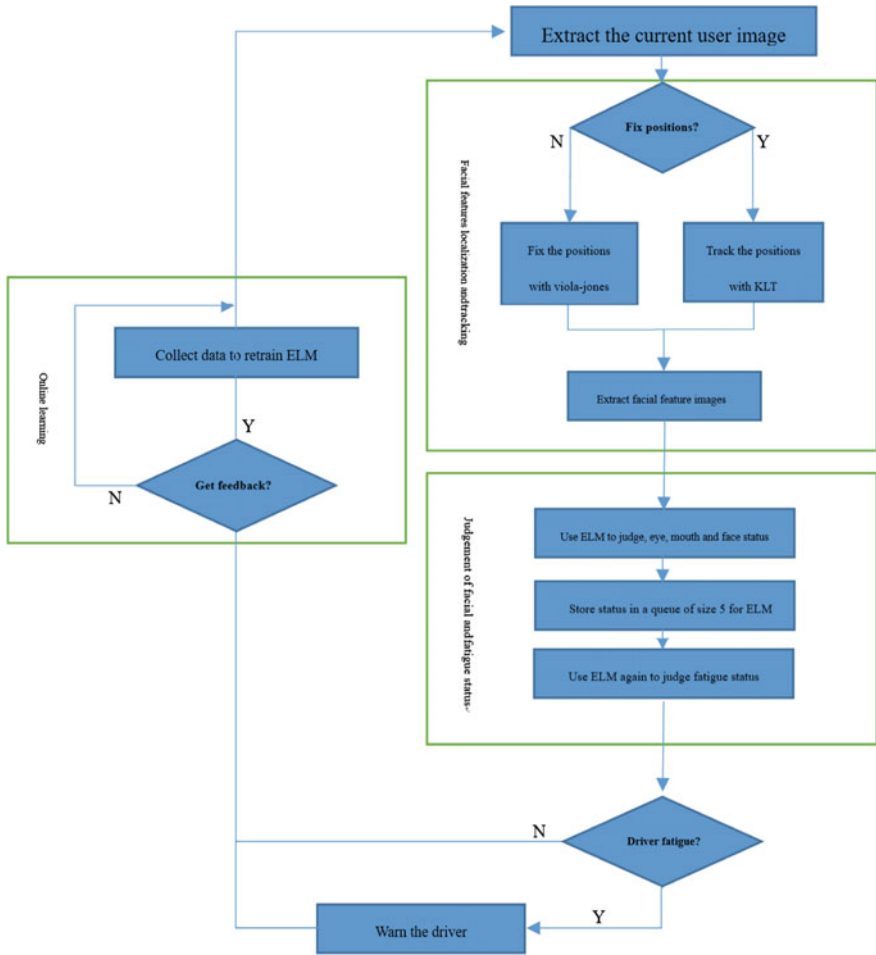 Extract the current user image
Fix positions?
N
Y
Facial features localization andtracking
Fix the positions
with viola-jones
Track the positions
with KLT
Extract facial feature images
Collect data to retrain ELM
Y
Online learning
Get feedback?
N
Judgement of facial and fatigue status-
Use ELM to judge, eye, mouth and face status
Store status in a queue of size 5 for ELM
Use ELM again to judge fatigue status
N
Driver fatigue?
Y
Warn the driver